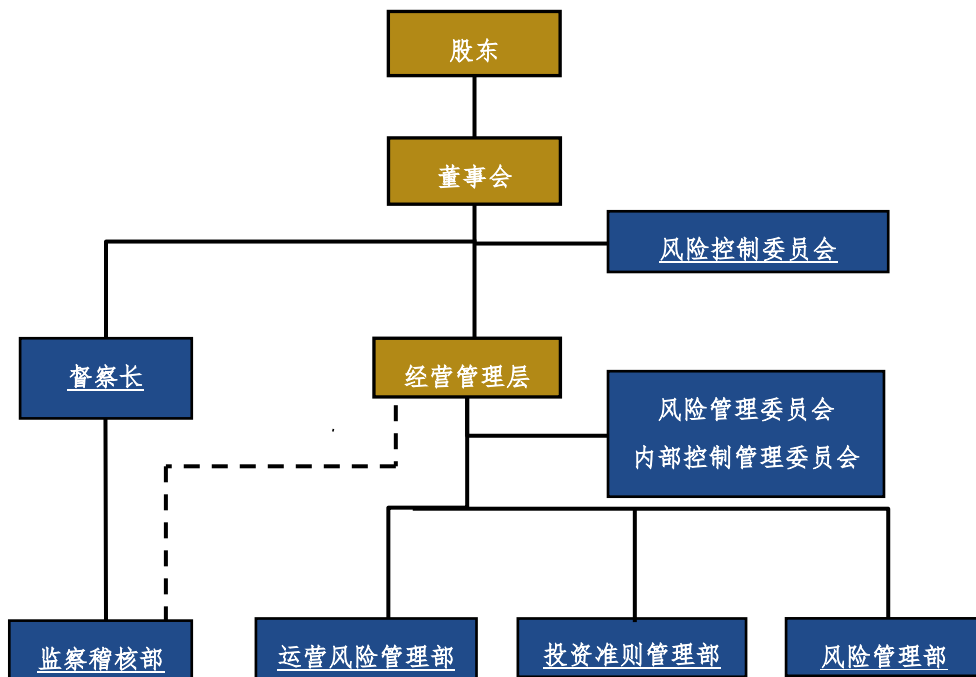 股东
董事会
风险控制委员会
督察长
经营管理层
风险管理委员会
内部控制管理委员会
监察稽核部
运营风险管理部
投资准则管理部
风险管理部